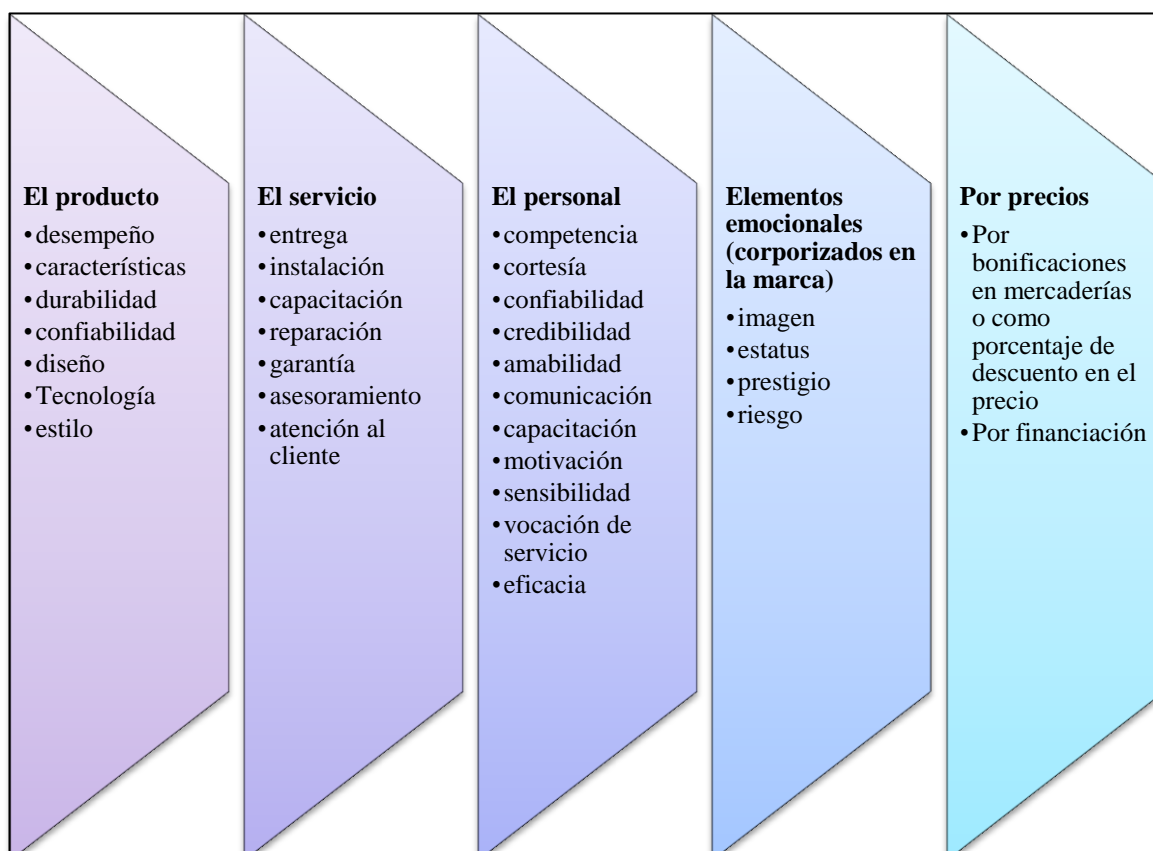 El producto
•desempeño
•características
•durabilidad
•confiabilidad
•diseño
•Tecnología
•estilo
El servicio
•entrega
•instalación
•capacitación
•reparación
•garantía
•asesoramiento
•atención al
cliente
El personal
•competencia
•cortesía
•confiabilidad
•credibilidad
•amabilidad
•comunicación
•capacitación
•motivación
•sensibilidad
•vocación de
servicio
•eficacia
Elementos
emocionales
(corporizados en
la marca)
•imagen
•estatus
•prestigio
•riesgo
Por precios
•Por
bonificaciones
en mercaderías
o como
porcentaje de
descuento en el
precio
•Por financiación